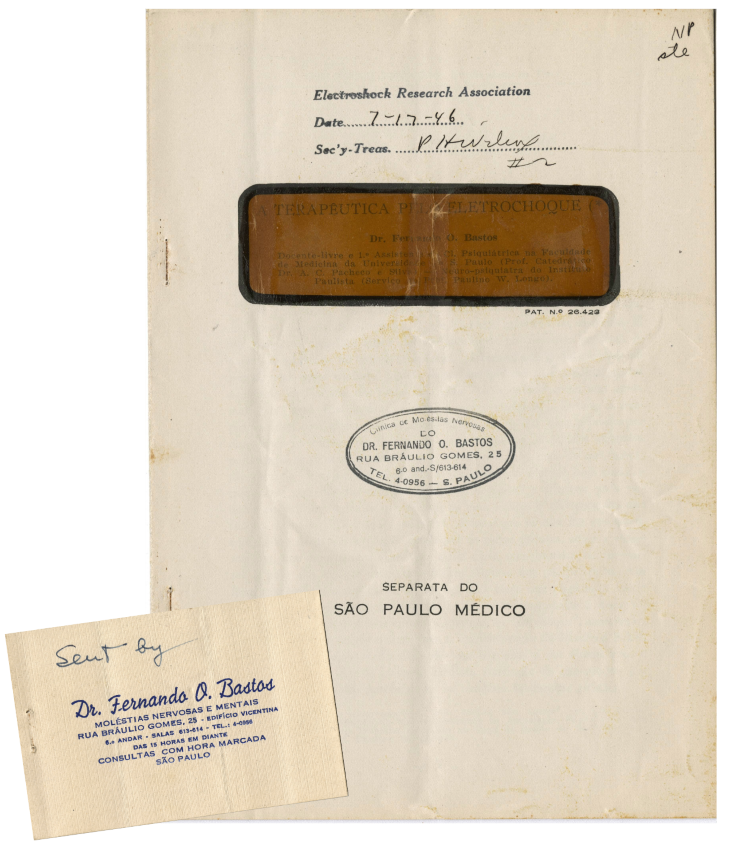 NP
ste
Electroshock Research Association
Date 7-17-46
Sec'y-Treas. P H Wilcox
#2
A TERAPÊUTICA PELO ELETROCHOQUE (
Dr. Fernando O. Bastos
PAT. N.º 26.423
Clínica de Moléstias Nervosas
DO
DR. FERNANDO O. BASTOS
RUA BRÁULIO GOMES, 25
6.º and.-S/613-614
TEL. 4-0956 — S. PAULO
SEPARATA DO
SÃO PAULO MÉDICO
Sent by
Dr. Fernando O. Bastos
MOLÉSTIAS NERVOSAS E MENTAIS
RUA BRÁULIO GOMES, 25 - EDIFÍCIO VICENTINA
6.º ANDAR - SALAS 613-614 - TEL.: 4-0956
DAS 15 HORAS EM DIANTE
CONSULTAS COM HORA MARCADA
SÃO PAULO